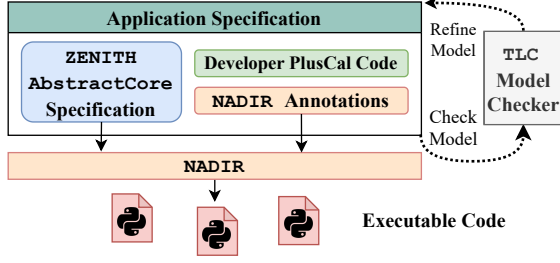 Application Specification
ZENITH
AbstractCore
Specification
Developer PlusCal Code
NADIR Annotations
Refine
Model
TLC
Model
Checker
Check
Model
NADIR
Executable Code